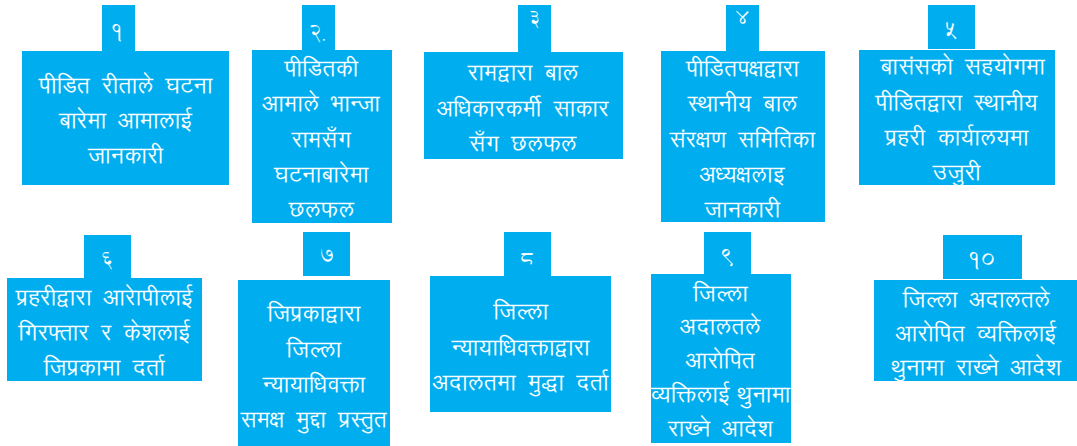 १
पीडित रीताले घटना
बारेमा आमालाई
जानकारी
२.
पीडितकी
आमाले भान्जा
रामसँग
घटनाबारेमा
छलफल
३
रामद्वारा बाल
अधिकारकर्मी साकार
सँग छलफल
४
पीडितपक्षद्वारा
स्थानीय बाल
संरक्षण समितिका
अध्यक्षलाइ
जानकारी
५
बासंसको सहयोगमा
पीडितद्वारा स्थानीय
प्रहरी कार्यालयमा
उजुरी
६
प्रहरीद्वारा आरोपीलाई
गिरफ्तार र केशलाई
जिप्रकामा दर्ता
७
जिप्रकाद्वारा
जिल्ला
न्यायाधिवक्ता
समक्ष मुद्दा प्रस्तुत
८
जिल्ला
न्यायाधिवक्ताद्वारा
अदालतमा मुद्धा दर्ता
९
जिल्ला
अदालतले
आरोपित
व्यक्तिलाई थुनामा
राख्ने आदेश
१०
जिल्ला अदालतले
आरोपित व्यक्तिलाई
थुनामा राख्ने आदेश